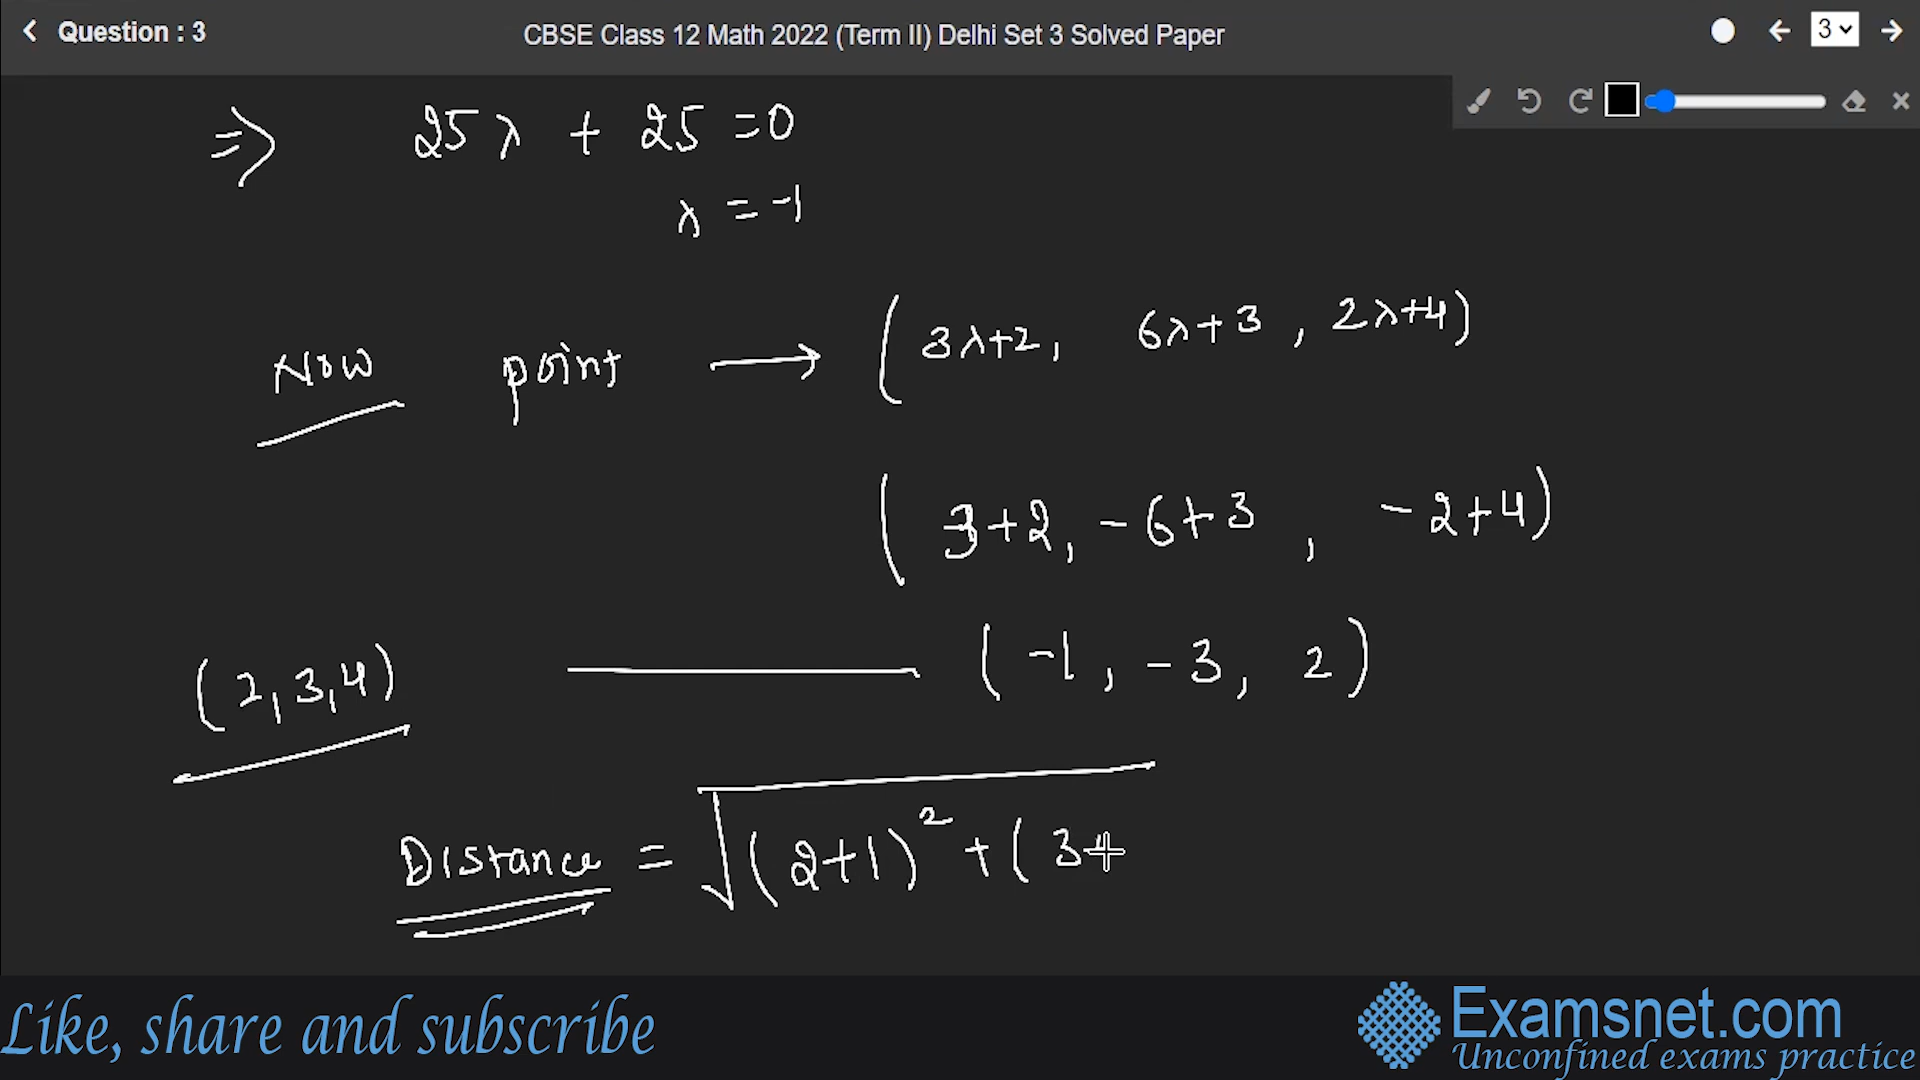 Question : 3
CBSE Class 12 Math 2022 (Term II) Delhi Set 3 Solved Paper
3
=> 25λ + 25 =0
λ = -1
Now point → (3λ+2, 6λ+3 , 2λ+4)
( -3+2, -6+3 , -2+4)
(2,3,4) ——— ( -1, -3, 2 )
Distance = √(2+1)² + ( 3+
Like, share and subscribe
Examsnet.com
Unconfined exams practice